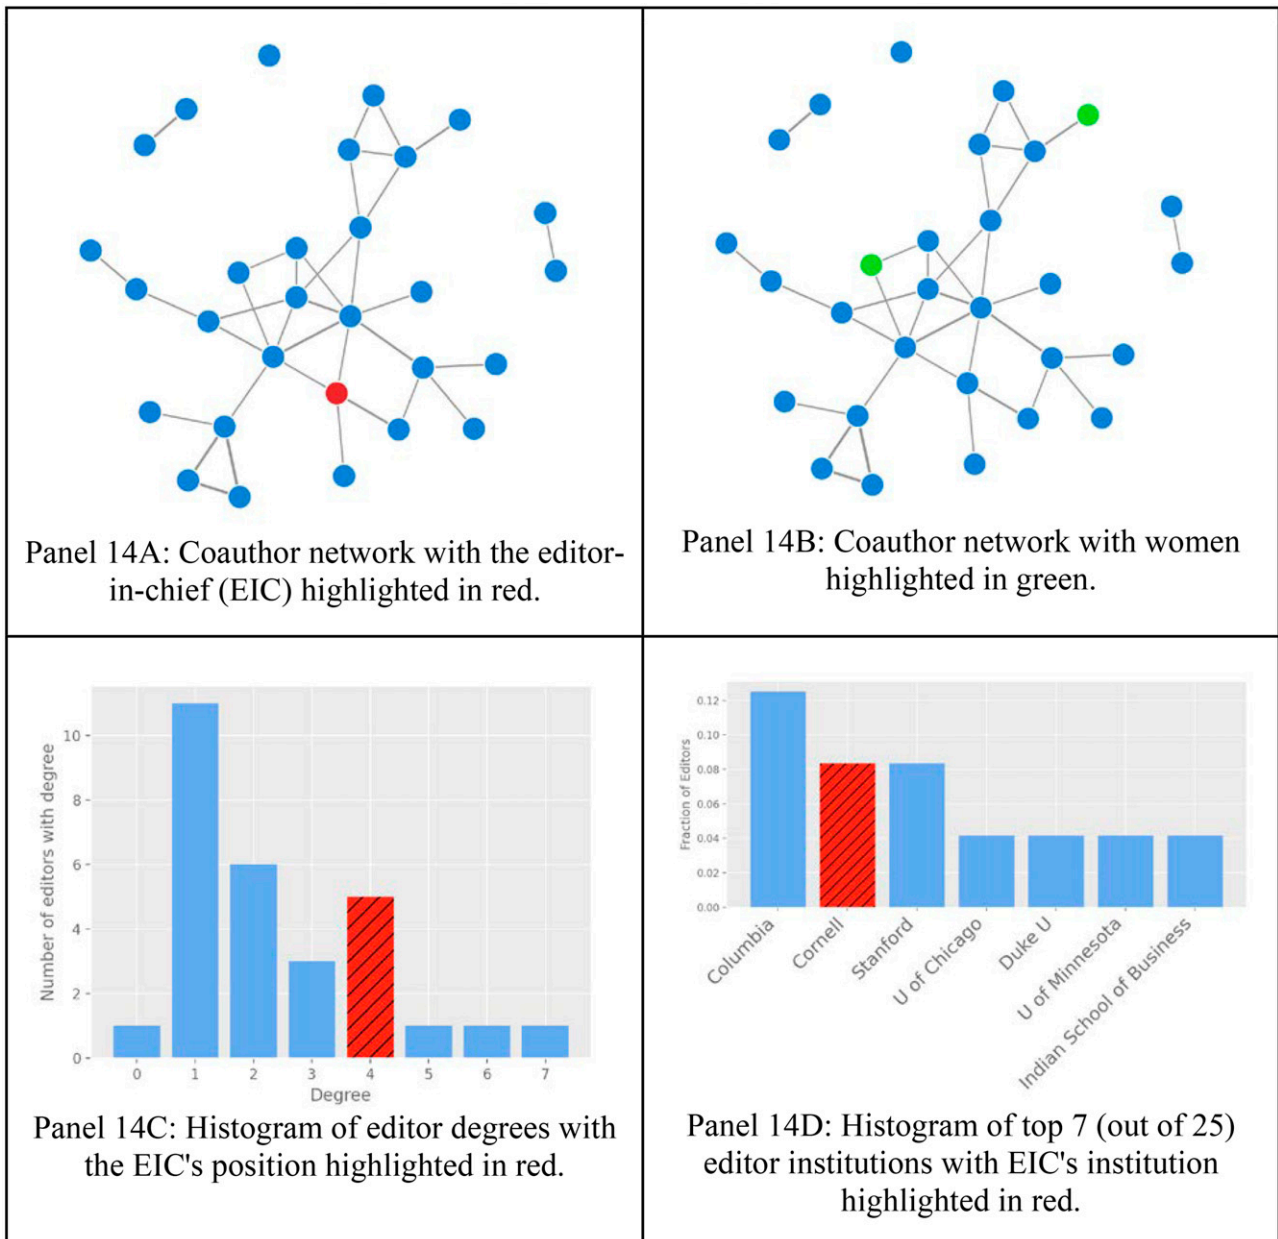 Panel 14A: Coauthor network with the editor-
in-chief (EIC) highlighted in red.
Panel 14B: Coauthor network with women
highlighted in green.
Number of editors with degree
10
8
6
4
2
0
0 1 2 3 4 5 6 7
Degree
Panel 14C: Histogram of editor degrees with
the EIC's position highlighted in red.
Fraction of Editors
0.12
0.10
0.08
0.06
0.04
0.02
0.00
Columbia
Cornell
Stanford
U of Chicago
Duke U
U of Minnesota
Indian School of Business
Panel 14D: Histogram of top 7 (out of 25)
editor institutions with EIC's institution
highlighted in red.